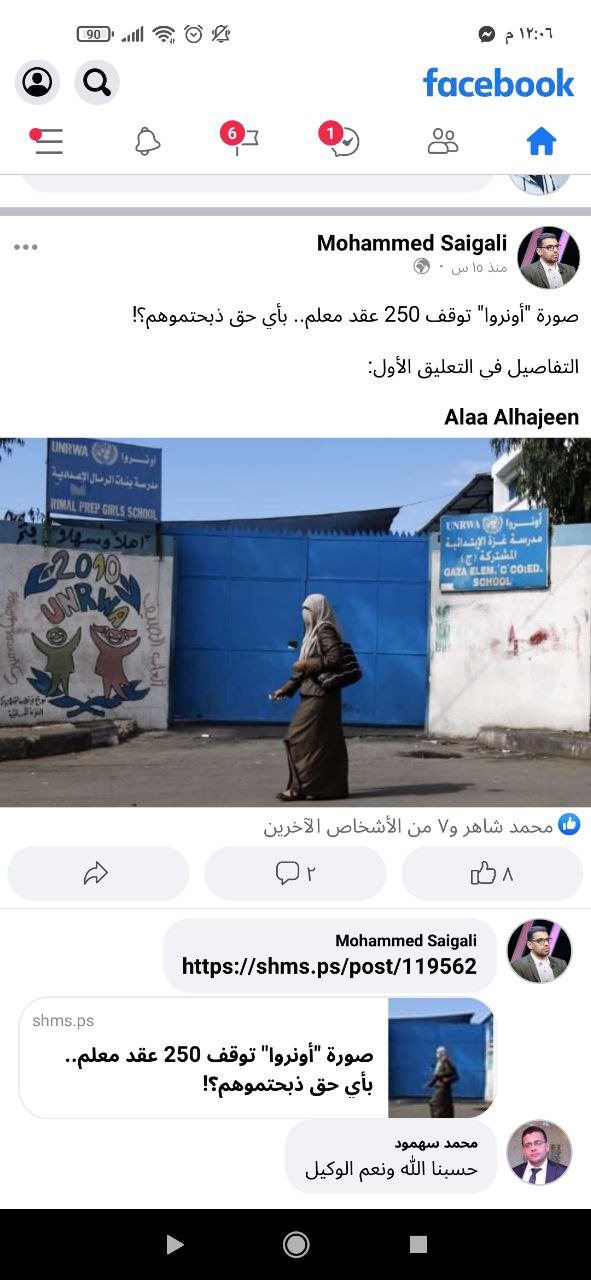 90
١٢:٠٦ م
facebook
6
1
Mohammed Saigali
منذ ١٥ س ·
صورة "أونروا" توقف 250 عقد معلم.. بأي حق ذبحتموهم؟!
التفاصيل في التعليق الأول:
Alaa Alhajeen
UNRWA أونروا
مدرسة بنات الرمال الإعدادية
RIMAL PREP GIRLS SCHOOL
اهلا وسهلا بكم
2010
UNRWA
UNRWA أونروا
مدرسة غزة الابتدائية
المشتركة (ج)
GAZA ELEM. C CO:ED.
SCHOOL
محمد شاهر و٧ من الأشخاص الآخرين
٨
٢
Mohammed Saigali
https://shms.ps/post/119562
shms.ps
صورة "أونروا" توقف 250 عقد معلم..
بأي حق ذبحتموهم؟!
محمد سهمود
حسبنا الله ونعم الوكيل